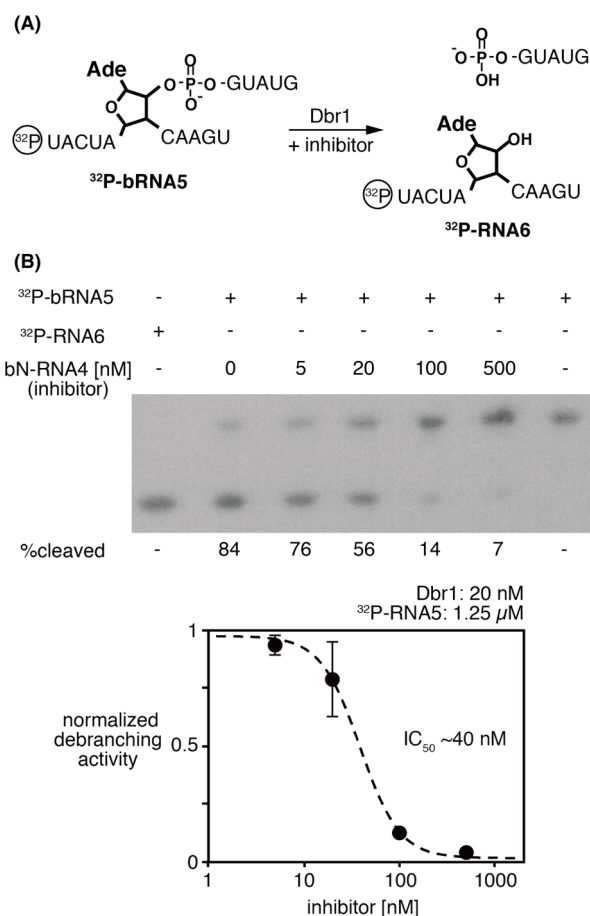 (A)
O
-O-P-O-GUAUG
OH
Ade
O
O-P-O-GUAUG
O-
O
32P UACUA
CAAGU
32P-bRNA5
Dbr1
+ inhibitor
Ade
OH
O
32P UACUA
CAAGU
32P-RNA6
(B)
32P-bRNA5 - + + + + + +
32P-RNA6 + - - - - - -
bN-RNA4 [nM] - 0 5 20 100 500 -
(inhibitor)
%cleaved - 84 76 56 14 7 -
Dbr1: 20 nM
32P-RNA5: 1.25 µM
1
normalized
debranching
activity
0.5
IC50 ~40 nM
0
1 10 100 1000
inhibitor [nM]